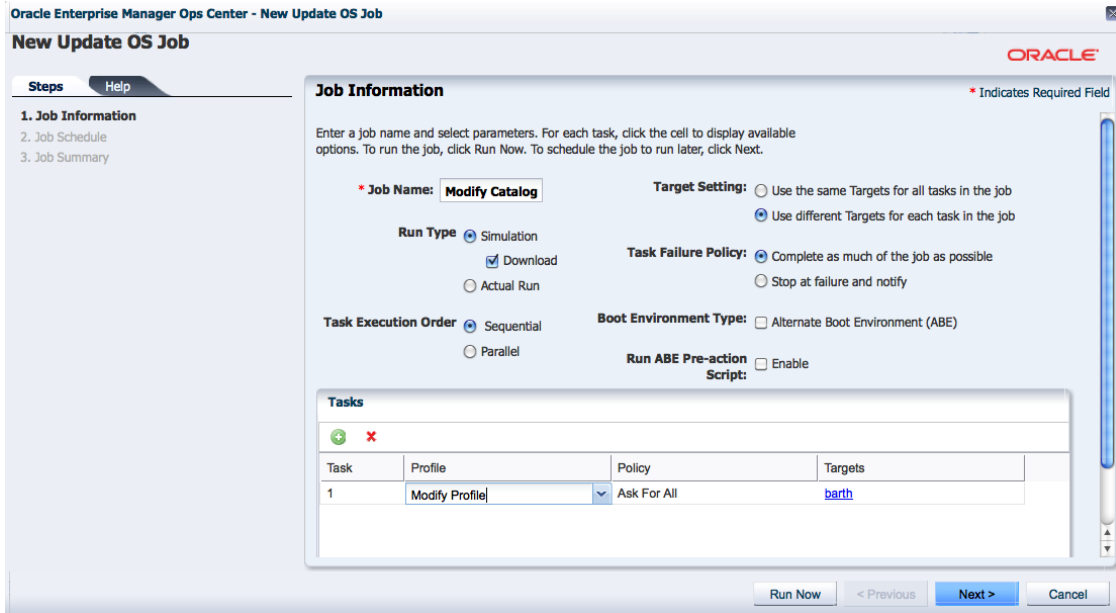 Oracle Enterprise Manager Ops Center - New Update OS Job
New Update OS Job
ORACLE
Steps
Help
1. Job Information
2. Job Schedule
3. Job Summary
Job Information
* Indicates Required Field
Enter a job name and select parameters. For each task, click the cell to display available
options. To run the job, click Run Now. To schedule the job to run later, click Next.
* Job Name: Modify Catalog
Run Type Simulation
Download
Actual Run
Task Execution Order Sequential
Parallel
Target Setting: Use the same Targets for all tasks in the job
Use different Targets for each task in the job
Task Failure Policy: Complete as much of the job as possible
Stop at failure and notify
Boot Environment Type: Alternate Boot Environment (ABE)
Run ABE Pre-action Enable
Script:
Tasks
Task Profile Policy Targets
1 Modify Profile Ask For All barth
Run Now < Previous Next > Cancel